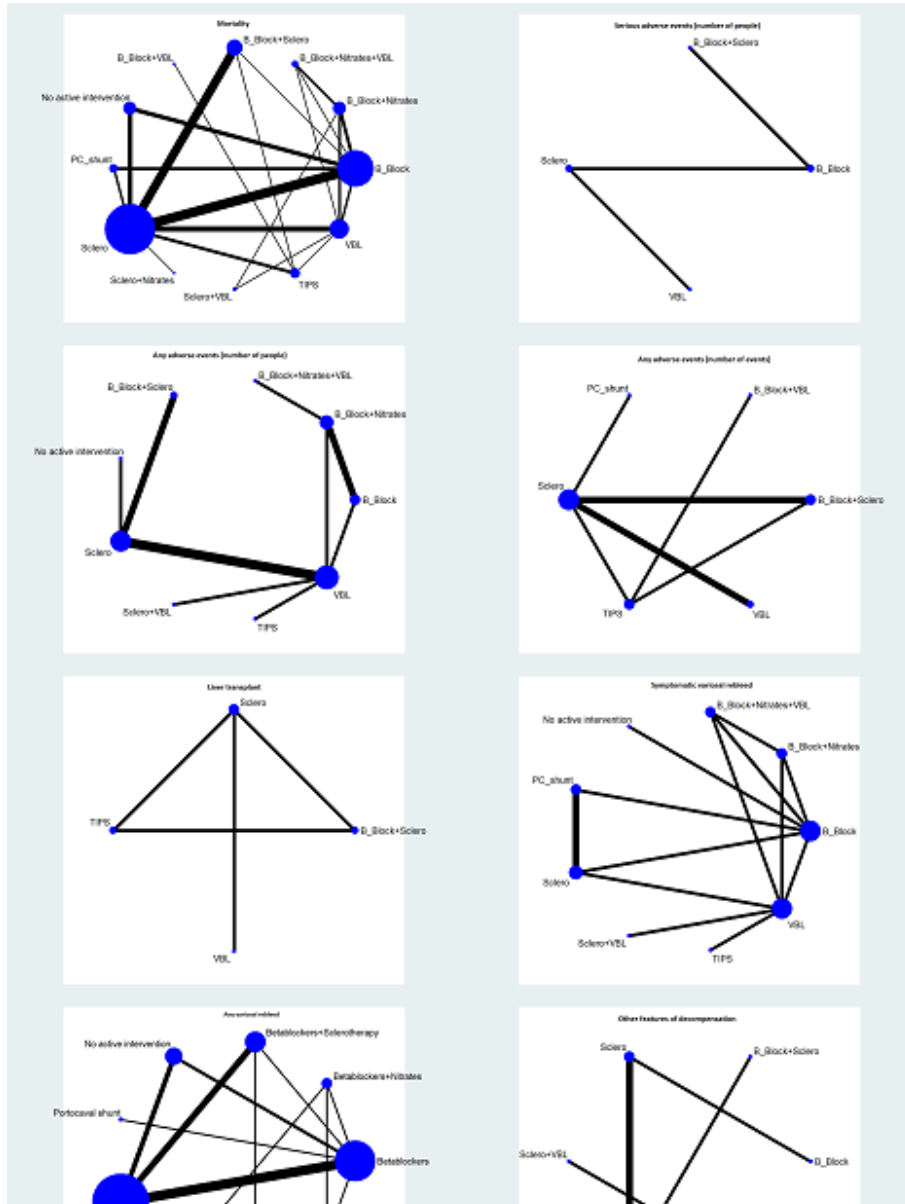 Mortality
B_Block+Sclero
B_Block+VBL
B_Block+Nitrates+VBL
No active intervention
B_Block+Nitrates
PC_shunt
B_Block
Sclero
VBL
Sclero+Nitrates
TIPS
Sclero+VBL
Serious adverse events (number of people)
B_Block+Sclero
Sclero
B_Block
VBL
Any adverse events (number of people)
B_Block+Nitrates+VBL
B_Block+Sclero
B_Block+Nitrates
No active intervention
B_Block
Sclero
VBL
Sclero+VBL
TIPS
Any adverse events (number of events)
PC_shunt
B_Block+VBL
Sclero
B_Block+Sclero
TIPS
VBL
Liver transplant
Sclero
TIPS
B_Block+Sclero
VBL
Symptomatic variceal rebleed
B_Block+Nitrates+VBL
No active intervention
B_Block+Nitrates
PC_shunt
B_Block
Sclero
VBL
Sclero+VBL
TIPS
Any variceal rebleed
Betablockers+Sclerotherapy
No active intervention
Betablockers+Nitrates
Portocaval shunt
Betablockers
Other features of decompensation
Sclero
B_Block+Sclero
Sclero+VBL
B_Block